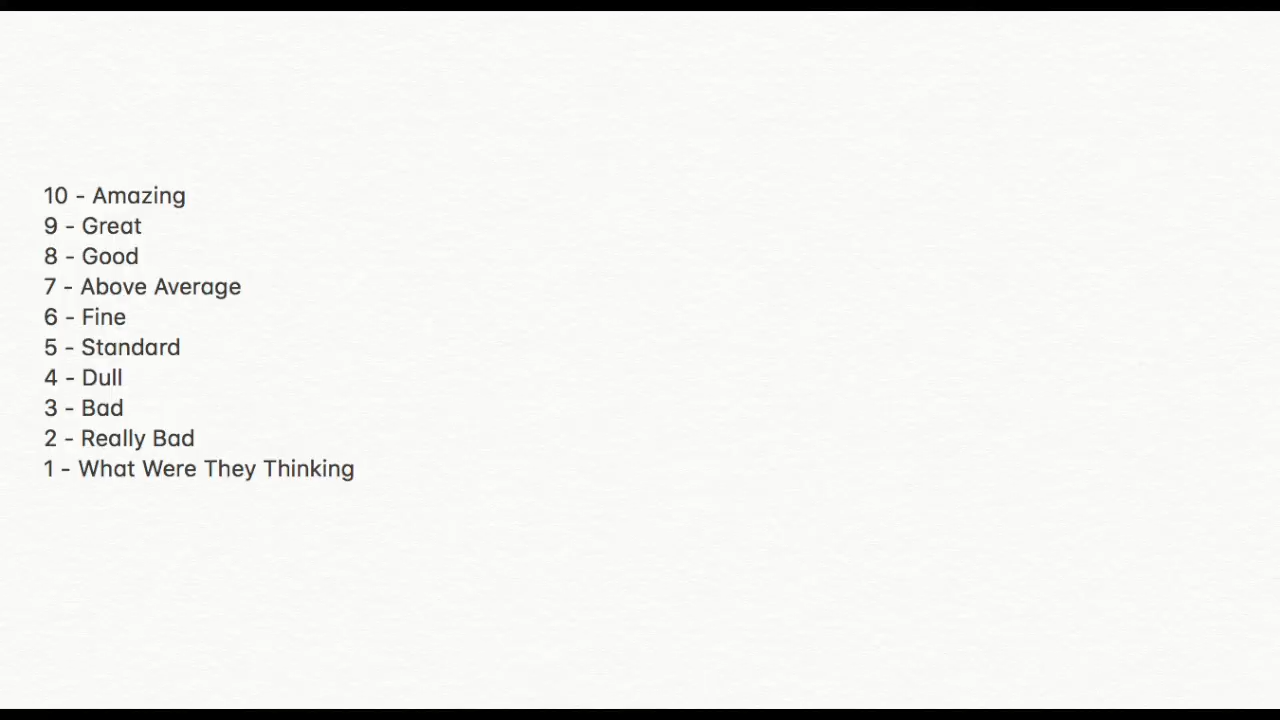 10 - Amazing
9 - Great
8 - Good
7 - Above Average
6 - Fine
5 - Standard
4 - Dull
3 - Bad
2 - Really Bad
1 - What Were They Thinking